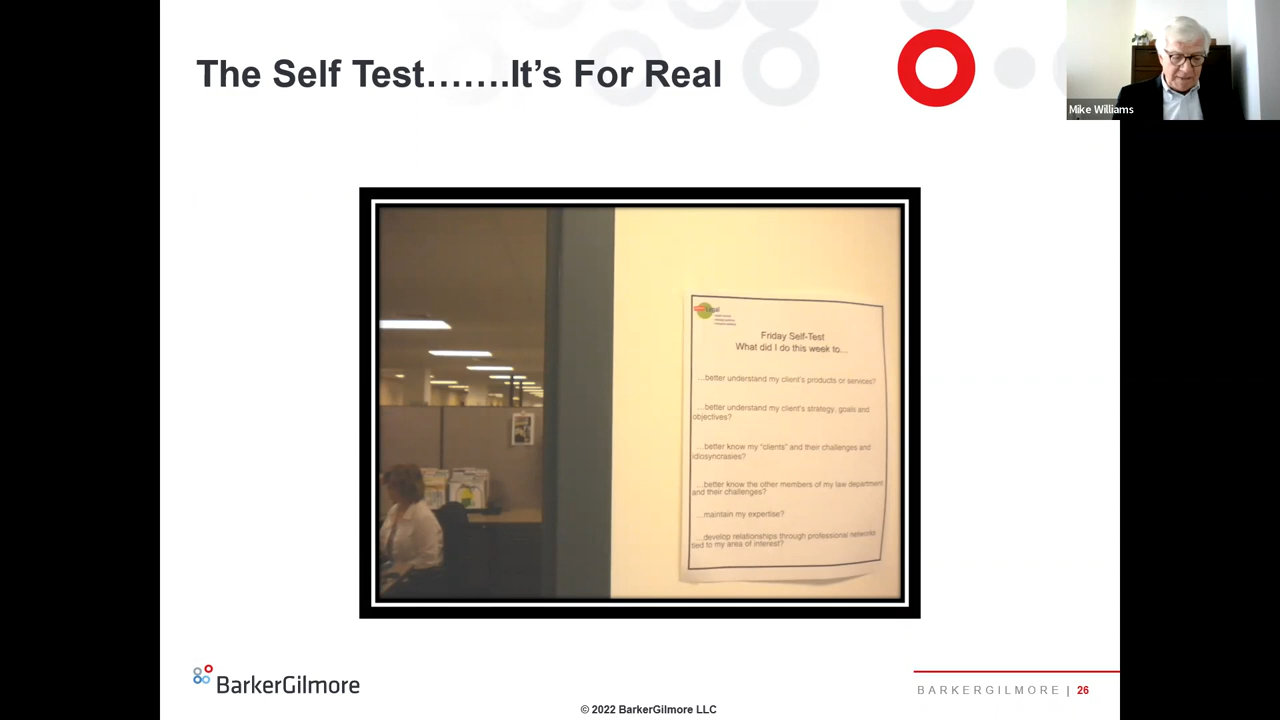 The Self Test…….It's For Real
Mike Williams
Legal
Friday Self-Test
What did I do this week to...
...better understand my client's products or services?
...better understand my client's strategy, goals and
objectives?
...better know my "clients" and their challenges and
idiosyncrasies?
...better know the other members of my law department
and their challenges?
...maintain my expertise?
...develop relationships through professional networks
tied to my area of interest?
BarkerGilmore
BARKERGILMORE | 26
© 2022 BarkerGilmore LLC